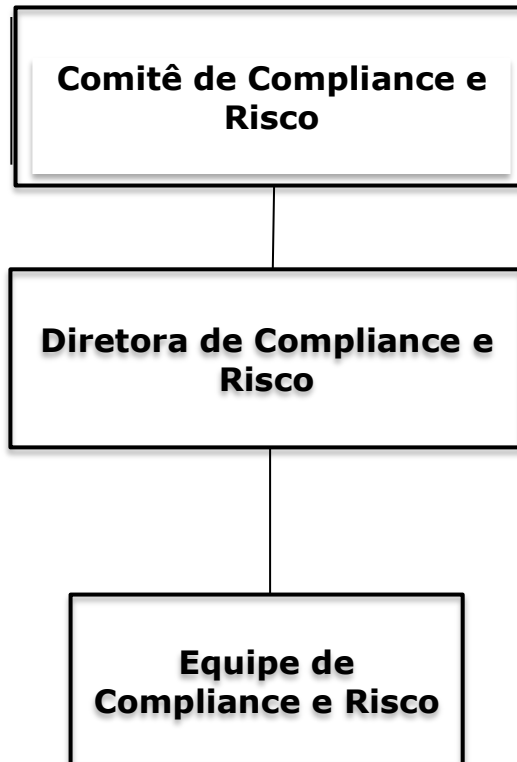 Comitê de Compliance e
Risco
Diretora de Compliance e
Risco
Equipe de
Compliance e Risco